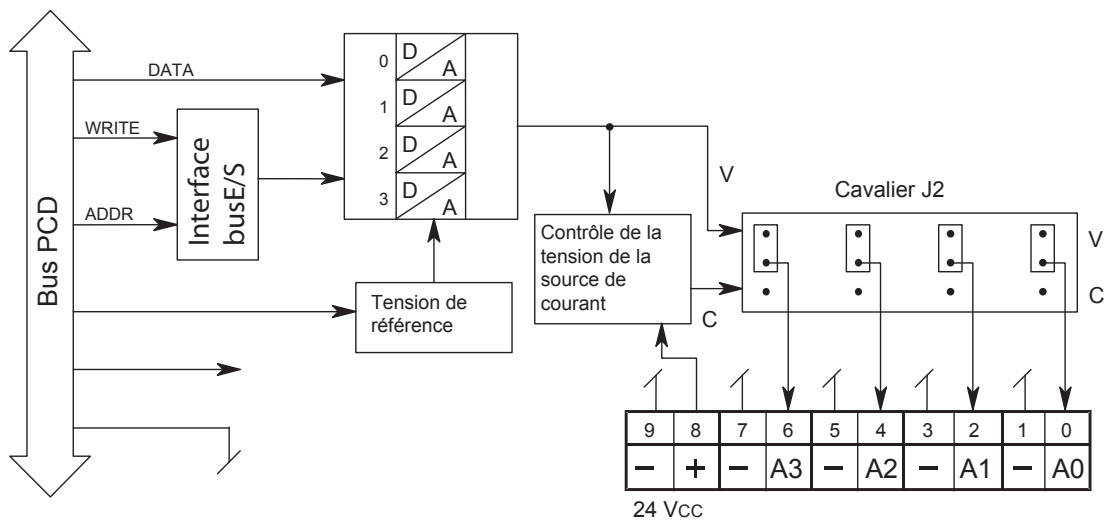 Bus PCD
DATA
WRITE
ADDR
Interface
busE/S
0 D A
1 D A
2 D A
3 D A
Tension de
référence
V
Contrôle de la
tension de la
source de
courant
C
Cavalier J2
V
C
9 8 7 6 5 4 3 2 1 0
– + – A3 – A2 – A1 – A0
24 VCC